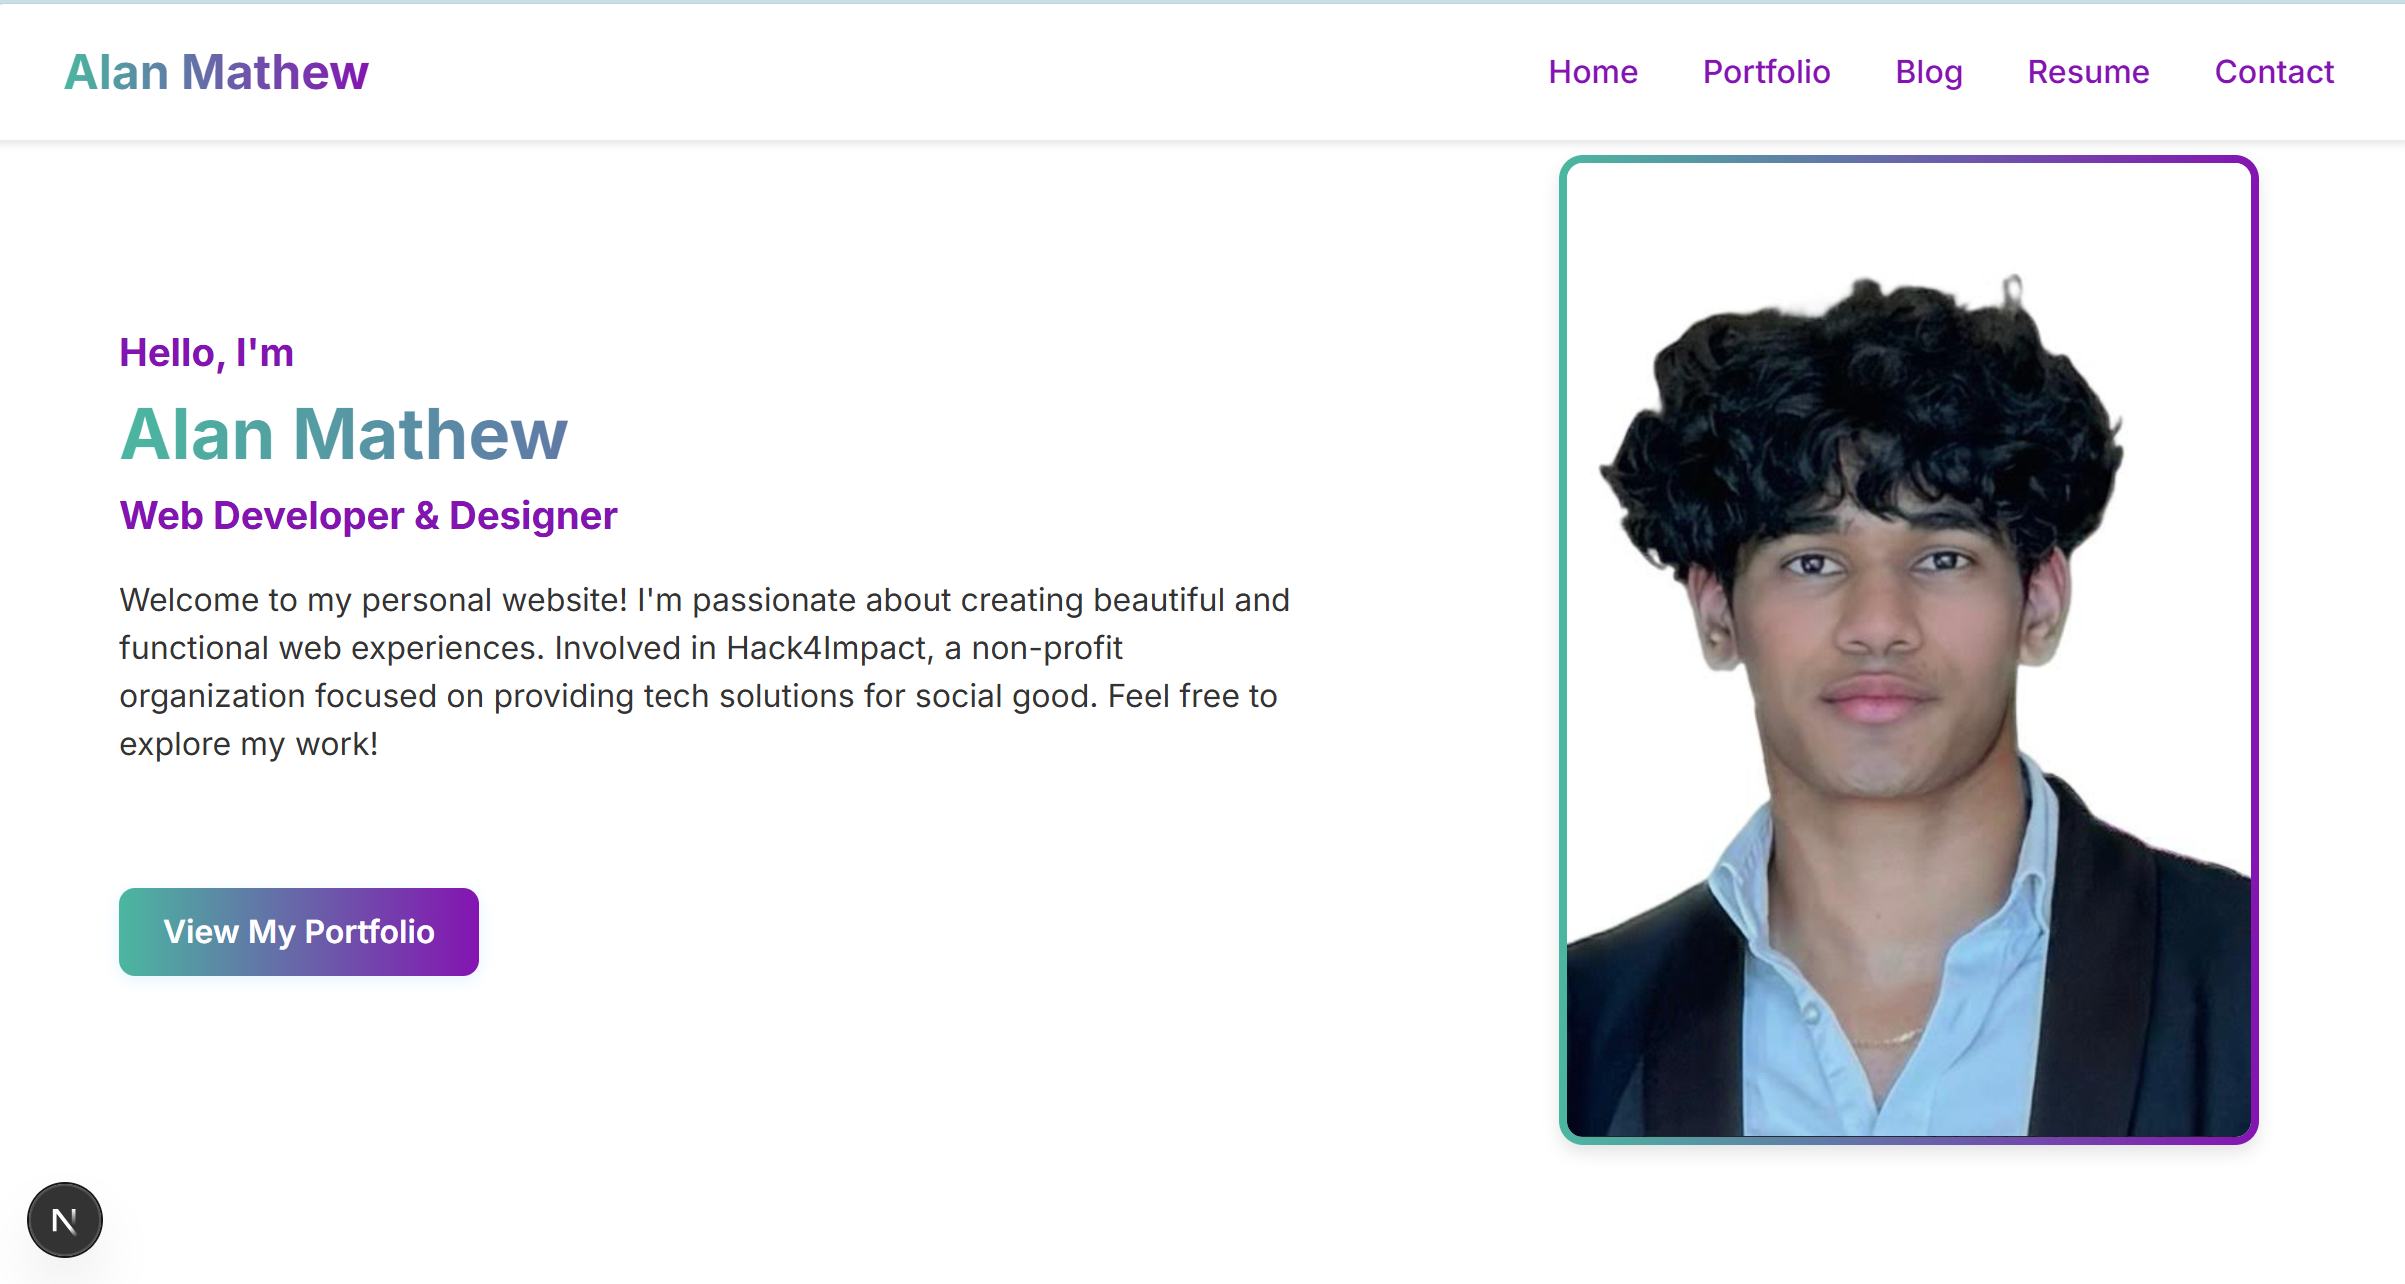 Alan Mathew
Home Portfolio Blog Resume Contact
Hello, I'm
Alan Mathew
Web Developer & Designer
Welcome to my personal website! I'm passionate about creating beautiful and
functional web experiences. Involved in Hack4Impact, a non-profit
organization focused on providing tech solutions for social good. Feel free to
explore my work!
View My Portfolio
N